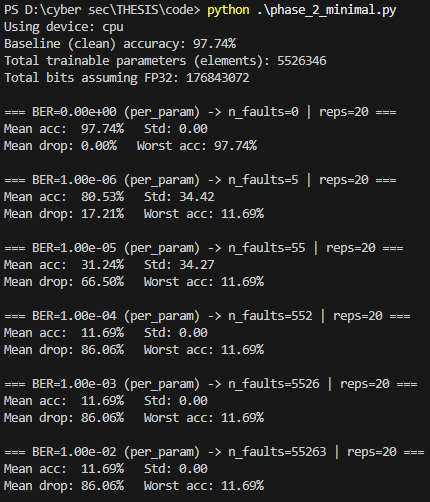 PS D:\cyber sec\THESIS\code> python .\phase_2_minimal.py
Using device: cpu
Baseline (clean) accuracy: 97.74%
Total trainable parameters (elements): 5526346
Total bits assuming FP32: 176843072
=== BER=0.00e+00 (per_param) -> n_faults=0 | reps=20 ===
Mean acc:  97.74%   Std: 0.00
Mean drop: 0.00%   Worst acc: 97.74%
=== BER=1.00e-06 (per_param) -> n_faults=5 | reps=20 ===
Mean acc:  80.53%   Std: 34.42
Mean drop: 17.21%   Worst acc: 11.69%
=== BER=1.00e-05 (per_param) -> n_faults=55 | reps=20 ===
Mean acc:  31.24%   Std: 34.27
Mean drop: 66.50%   Worst acc: 11.69%
=== BER=1.00e-04 (per_param) -> n_faults=552 | reps=20 ===
Mean acc:  11.69%   Std: 0.00
Mean drop: 86.06%   Worst acc: 11.69%
=== BER=1.00e-03 (per_param) -> n_faults=5526 | reps=20 ===
Mean acc:  11.69%   Std: 0.00
Mean drop: 86.06%   Worst acc: 11.69%
=== BER=1.00e-02 (per_param) -> n_faults=55263 | reps=20 ===
Mean acc:  11.69%   Std: 0.00
Mean drop: 86.06%   Worst acc: 11.69%